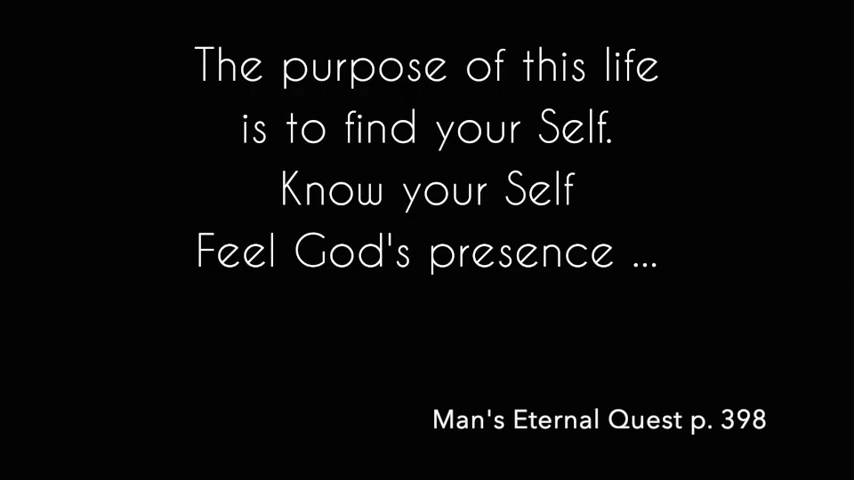 The purpose of this life
is to find your Self.
Know your Self
Feel God's presence ...
Man's Eternal Quest p. 398